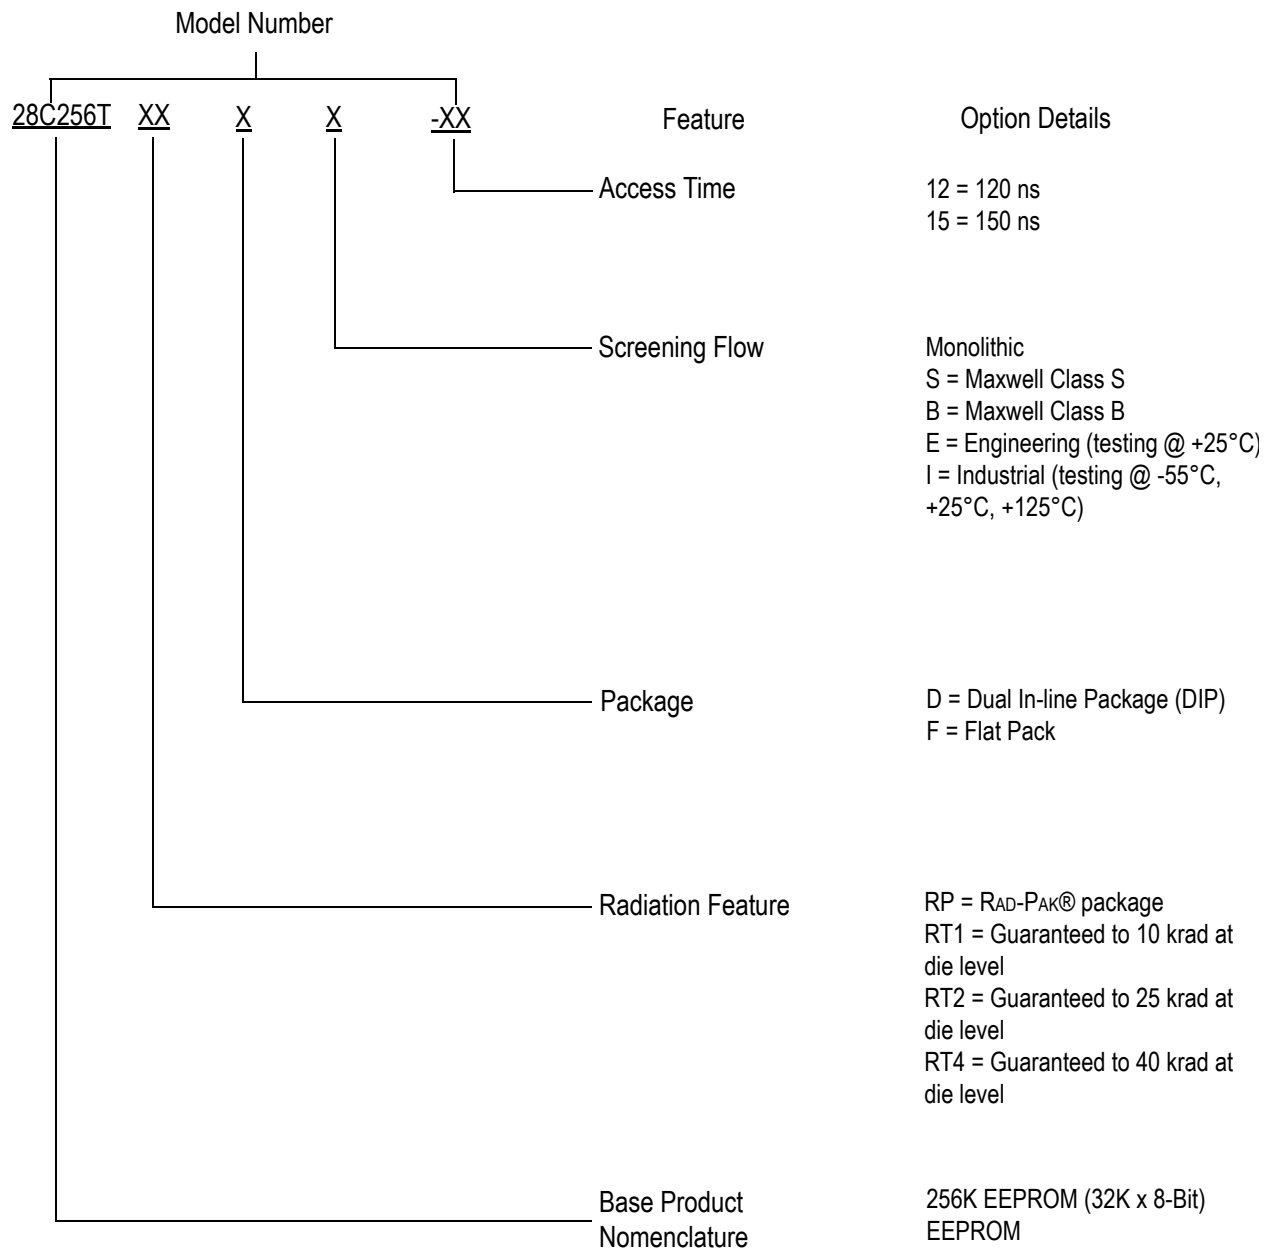 Model Number
28C256T XX X X -XX Feature Option Details
Access Time 12 = 120 ns
15 = 150 ns
Screening Flow Monolithic
S = Maxwell Class S
B = Maxwell Class B
E = Engineering (testing @ +25°C)
I = Industrial (testing @ -55°C,
+25°C, +125°C)
Package D = Dual In-line Package (DIP)
F = Flat Pack
Radiation Feature RP = RAD-PAK® package
RT1 = Guaranteed to 10 krad at
die level
RT2 = Guaranteed to 25 krad at
die level
RT4 = Guaranteed to 40 krad at
die level
Base Product 256K EEPROM (32K x 8-Bit)
Nomenclature EEPROM